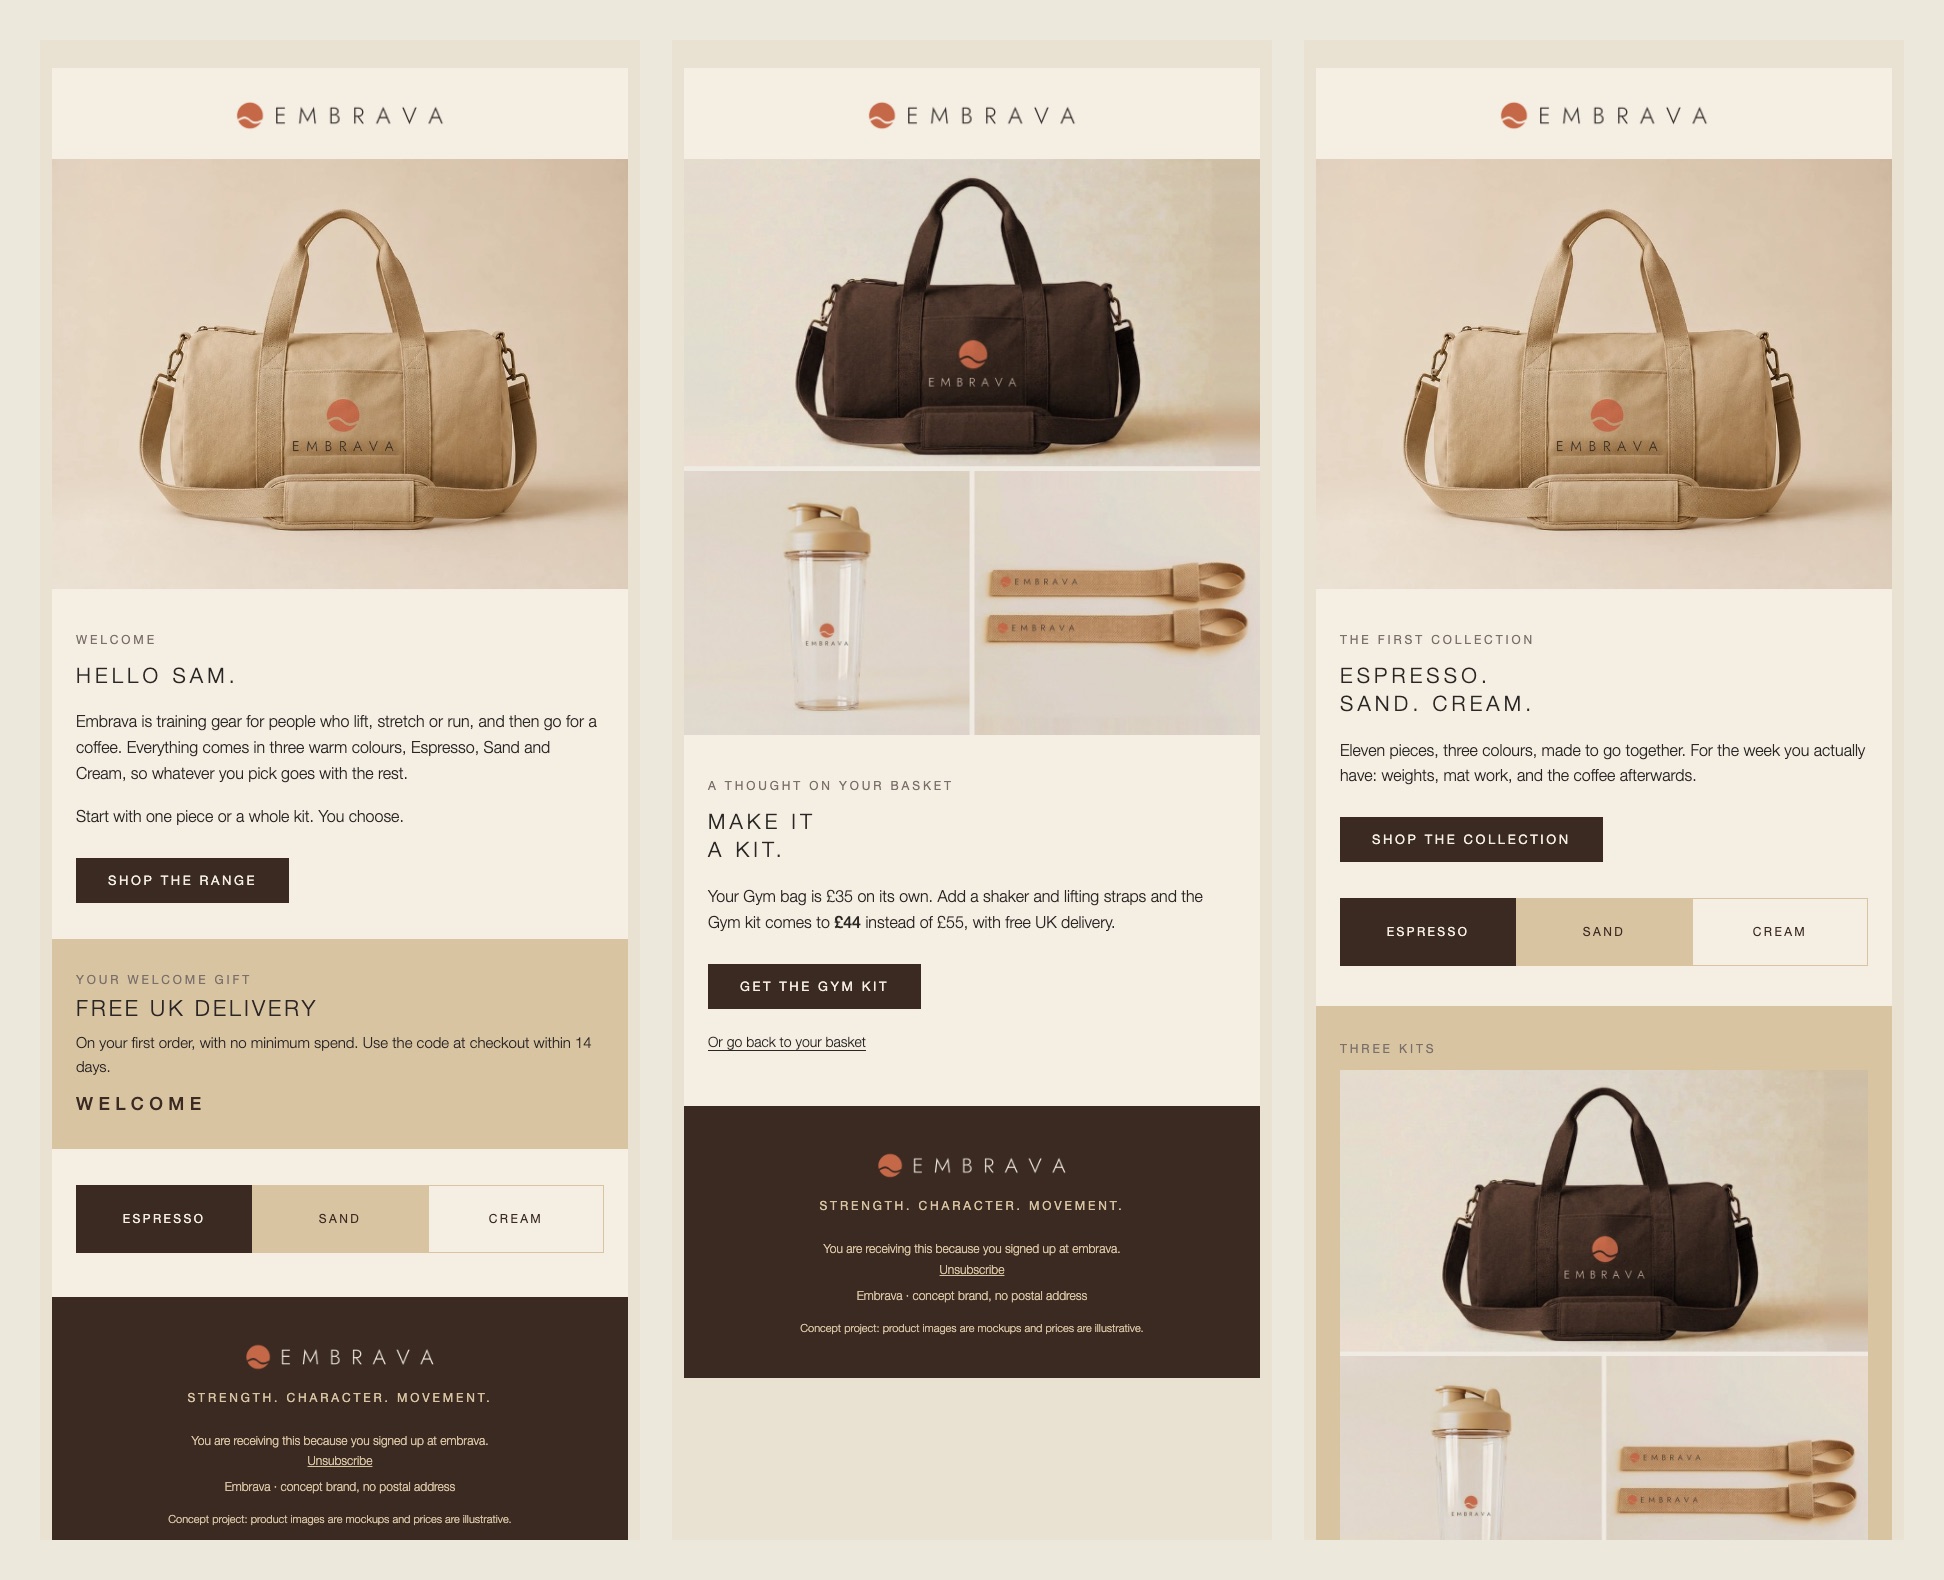 EMBRAVA
EMBRAVA
WELCOME
HELLO SAM.
Embrava is training gear for people who lift, stretch or run, and then go for a
coffee. Everything comes in three warm colours, Espresso, Sand and
Cream, so whatever you pick goes with the rest.
Start with one piece or a whole kit. You choose.
SHOP THE RANGE
YOUR WELCOME GIFT
FREE UK DELIVERY
On your first order, with no minimum spend. Use the code at checkout within 14
days.
WELCOME
ESPRESSO
SAND
CREAM
EMBRAVA
STRENGTH. CHARACTER. MOVEMENT.
You are receiving this because you signed up at embrava.
Unsubscribe
Embrava · concept brand, no postal address
Concept project: product images are mockups and prices are illustrative.
EMBRAVA
EMBRAVA
EMBRAVA
EMBRAVA
EMBRAVA
A THOUGHT ON YOUR BASKET
MAKE IT
A KIT.
Your Gym bag is £35 on its own. Add a shaker and lifting straps and the
Gym kit comes to £44 instead of £55, with free UK delivery.
GET THE GYM KIT
Or go back to your basket
EMBRAVA
STRENGTH. CHARACTER. MOVEMENT.
You are receiving this because you signed up at embrava.
Unsubscribe
Embrava · concept brand, no postal address
Concept project: product images are mockups and prices are illustrative.
EMBRAVA
EMBRAVA
THE FIRST COLLECTION
ESPRESSO.
SAND. CREAM.
Eleven pieces, three colours, made to go together. For the week you actually
have: weights, mat work, and the coffee afterwards.
SHOP THE COLLECTION
ESPRESSO
SAND
CREAM
THREE KITS
EMBRAVA
EMBRAVA
EMBRAVA
EMBRAVA